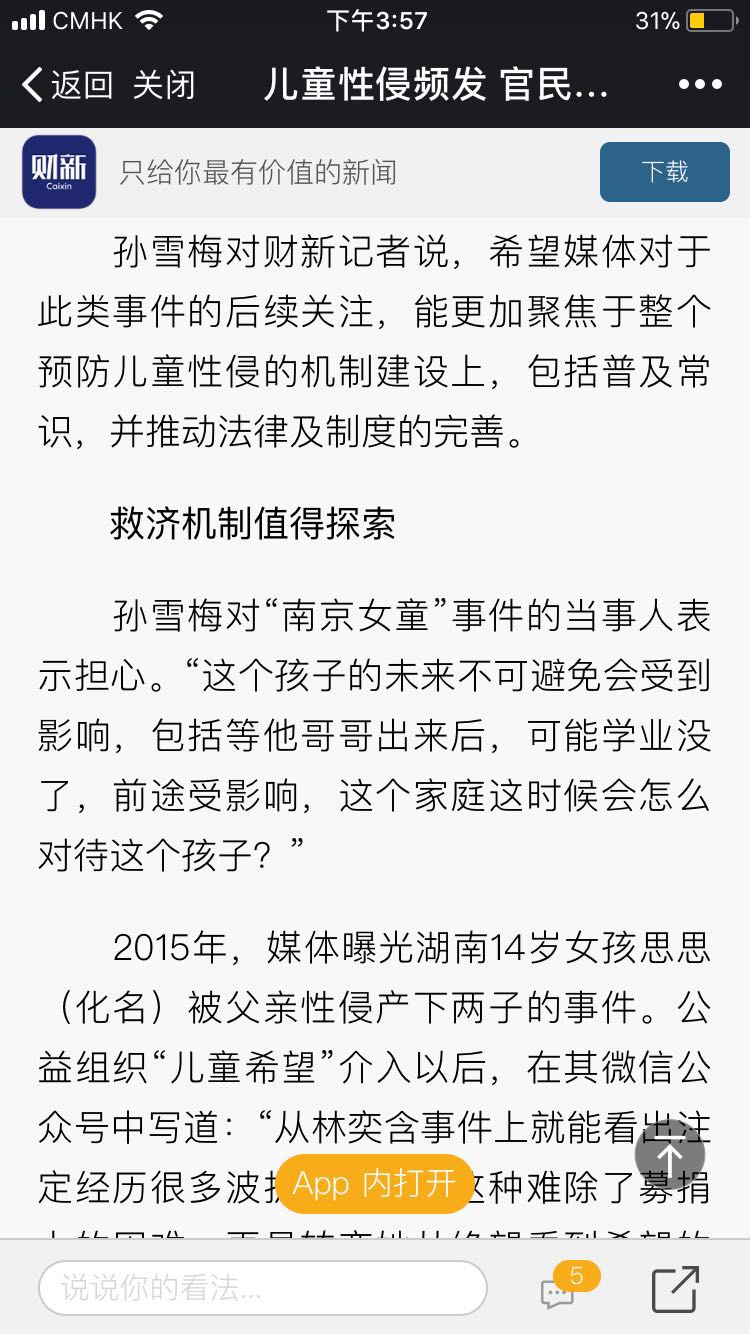 CMHK 下午3:57 31%
返回 关闭 儿童性侵频发 官民...
财新 只给你最有价值的新闻 下载
Caixin
孙雪梅对财新记者说，希望媒体对于
此类事件的后续关注，能更加聚焦于整个
预防儿童性侵的机制建设上，包括普及常
识，并推动法律及制度的完善。
救济机制值得探索
孙雪梅对“南京女童”事件的当事人表
示担心。“这个孩子的未来不可避免会受到
影响，包括等他哥哥出来后，可能学业没
了，前途受影响，这个家庭这时候会怎么
对待这个孩子？”
2015年，媒体曝光湖南14岁女孩思思
（化名）被父亲性侵产下两子的事件。公
益组织“儿童希望”介入以后，在其微信公
众号中写道：“从林奕含事件上就能看出注
定经历很多波 App 内打开 这种难除了募捐
说说你的看法... 5